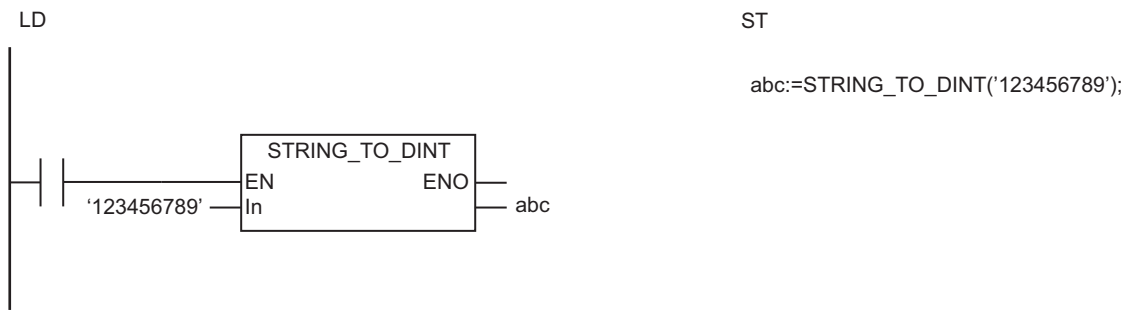 LD
STRING_TO_DINT
EN ENO
‘123456789’ In abc
ST
abc:=STRING_TO_DINT(‘123456789’);